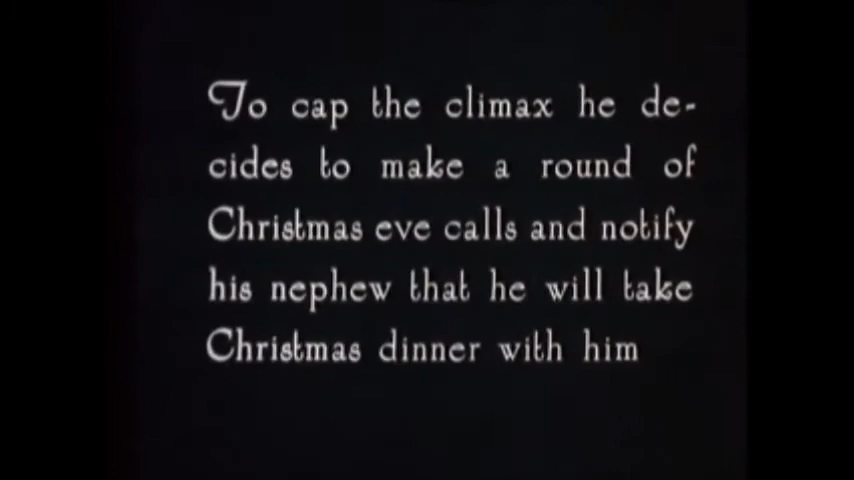 To cap the climax he de-
cides to make a round of
Christmas eve calls and notify
his nephew that he will take
Christmas dinner with him